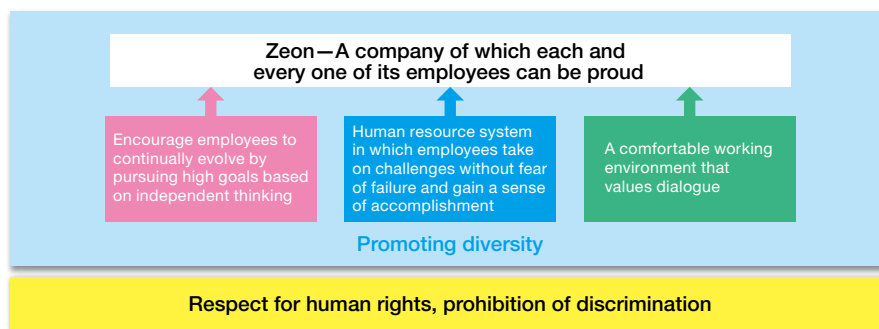 Zeon—A company of which each and
every one of its employees can be proud
Encourage employees to
continually evolve by
pursuing high goals based
on independent thinking
Human resource system
in which employees take
on challenges without fear
of failure and gain a sense
of accomplishment
A comfortable working
environment that
values dialogue
Promoting diversity
Respect for human rights, prohibition of discrimination